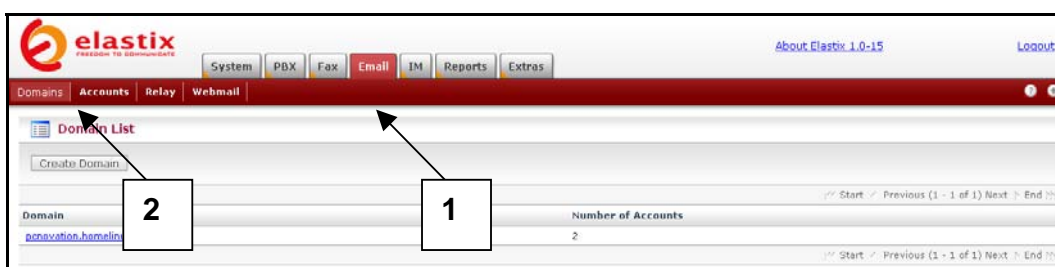 elastix
FREEDOM TO COMMUNICATE
About Elastix 1.0-15
Logout
System PBX Fax Email IM Reports Extras
Domains Accounts Relay Webmail
Domain List
Create Domain
Start Previous (1 - 1 of 1) Next End
2
1
Domain Number of Accounts
2
Start Previous (1 - 1 of 1) Next End